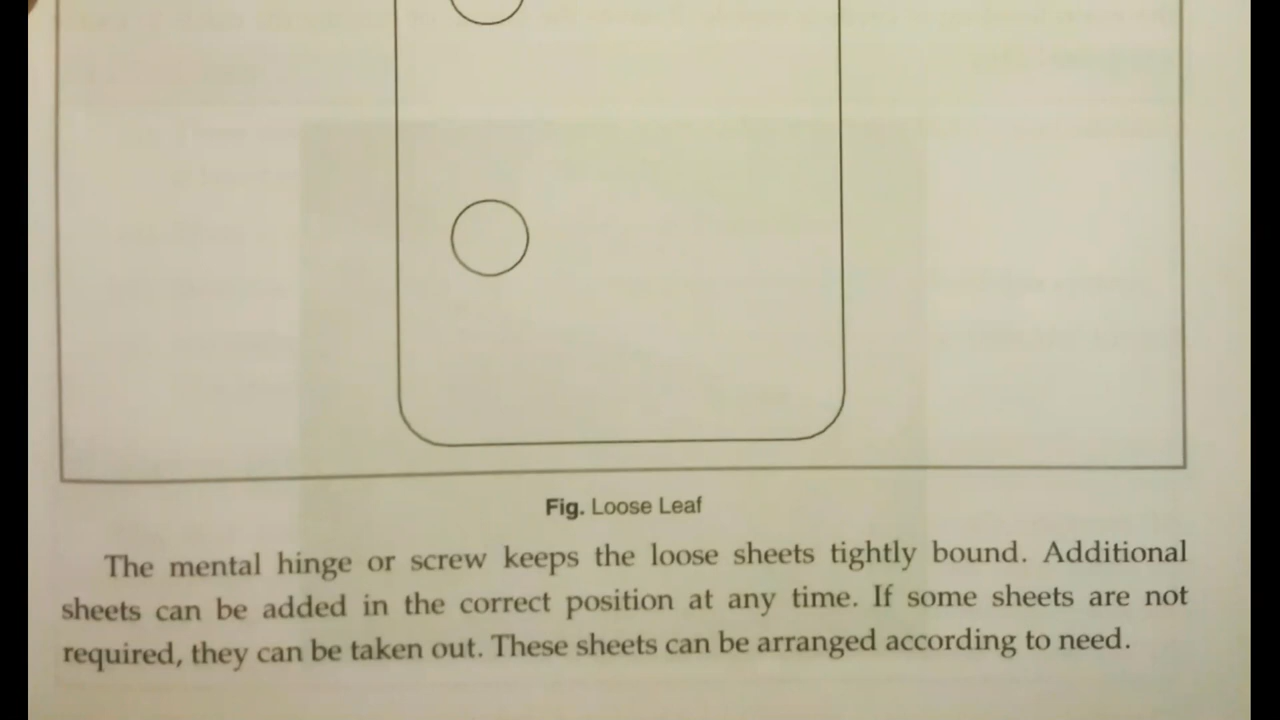 Fig. Loose Leaf
The mental hinge or screw keeps the loose sheets tightly bound. Additional
sheets can be added in the correct position at any time. If some sheets are not
required, they can be taken out. These sheets can be arranged according to need.